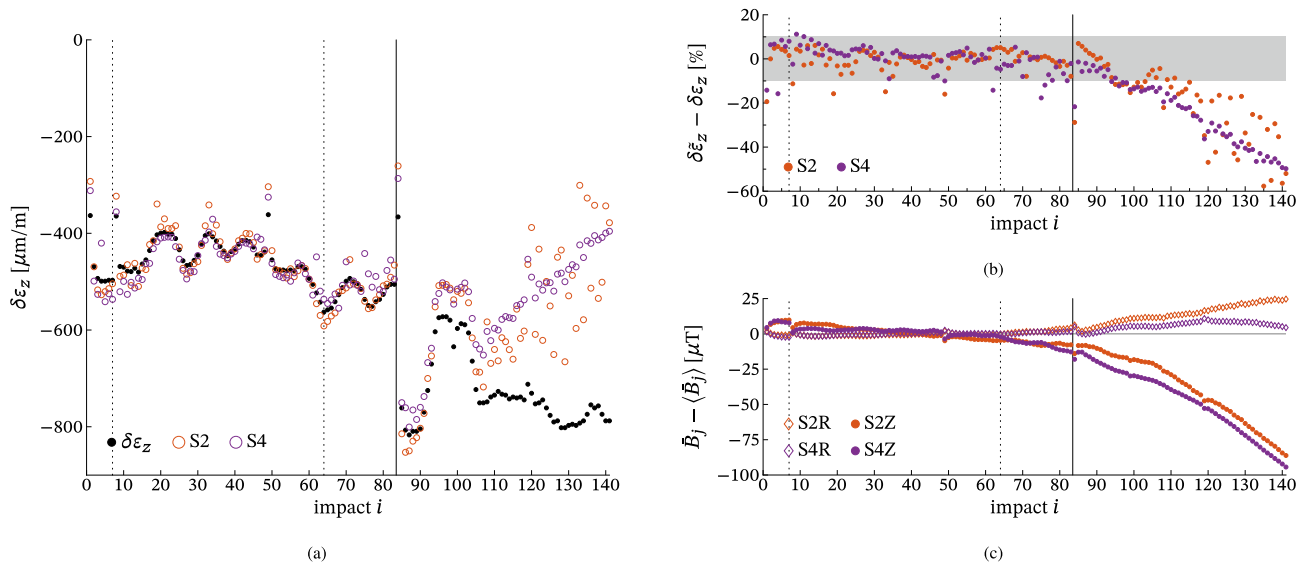 0
−200
−400
−600
−800
δε_z [μm/m]
δε_z S2 S4
0 10 20 30 40 50 60 70 80 90 100 110 120 130 140
impact i
(a)
20
0
−20
−40
−60
δε̃_z − δε_z [%]
S2 S4
0 10 20 30 40 50 60 70 80 90 100 110 120 130 140
impact i
(b)
25
0
−25
−50
−75
−100
B̄_j − ⟨B̄_j⟩ [μT]
S2R S2Z
S4R S4Z
0 10 20 30 40 50 60 70 80 90 100 110 120 130 140
impact i
(c)